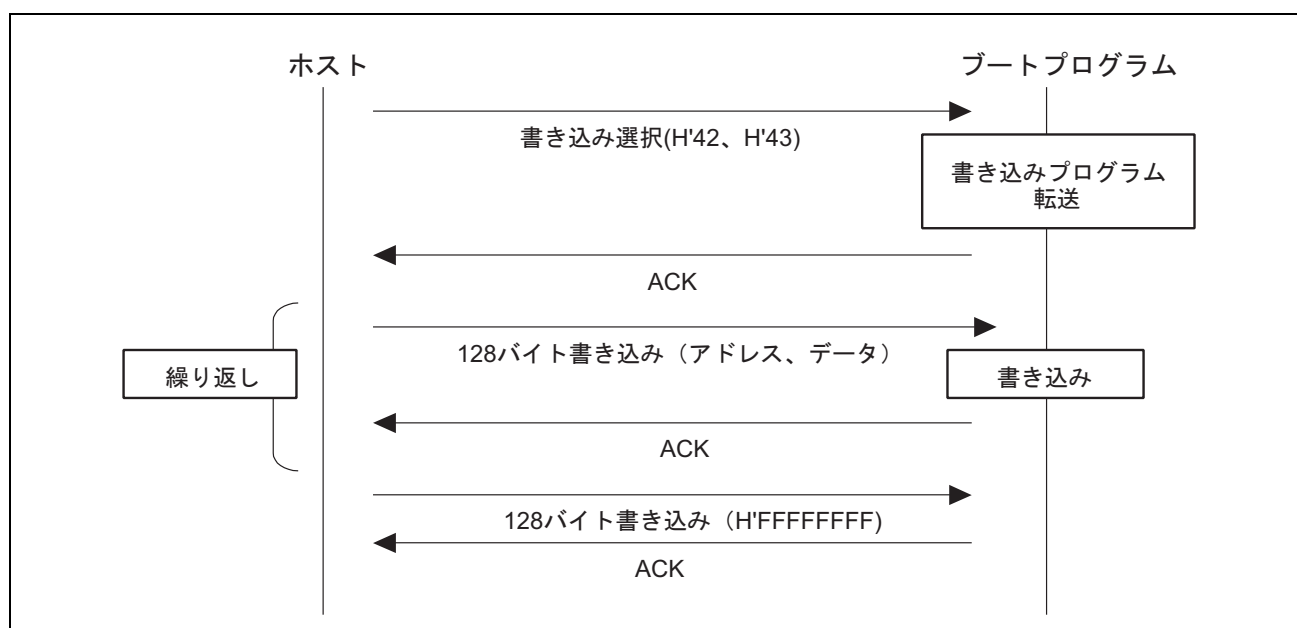 ホスト
ブートプログラム
書き込み選択(H'42、H'43)
書き込みプログラム
転送
ACK
128バイト書き込み（アドレス、データ）
繰り返し
書き込み
ACK
128バイト書き込み（H'FFFFFFFF)
ACK